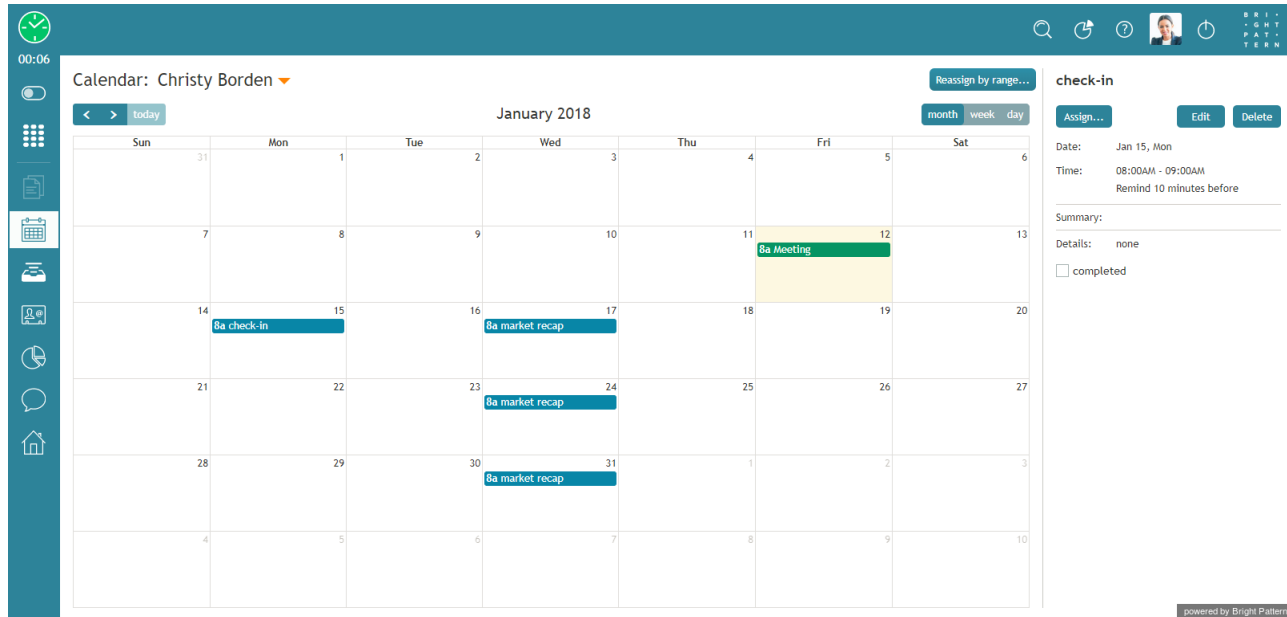 BRI·
·GHT
PAT·
TERN
00:06
Calendar: Christy Borden
Reassign by range...
today
January 2018
month week day
Sun Mon Tue Wed Thu Fri Sat
31 1 2 3 4 5 6
7 8 9 10 11 12 13
8a Meeting
14 15 16 17 18 19 20
8a check-in 8a market recap
21 22 23 24 25 26 27
8a market recap
28 29 30 31 1 2 3
8a market recap
4 5 6 7 8 9 10
check-in
Assign... Edit Delete
Date: Jan 15, Mon
Time: 08:00AM - 09:00AM
Remind 10 minutes before
Summary:
Details: none
completed
powered by Bright Pattern